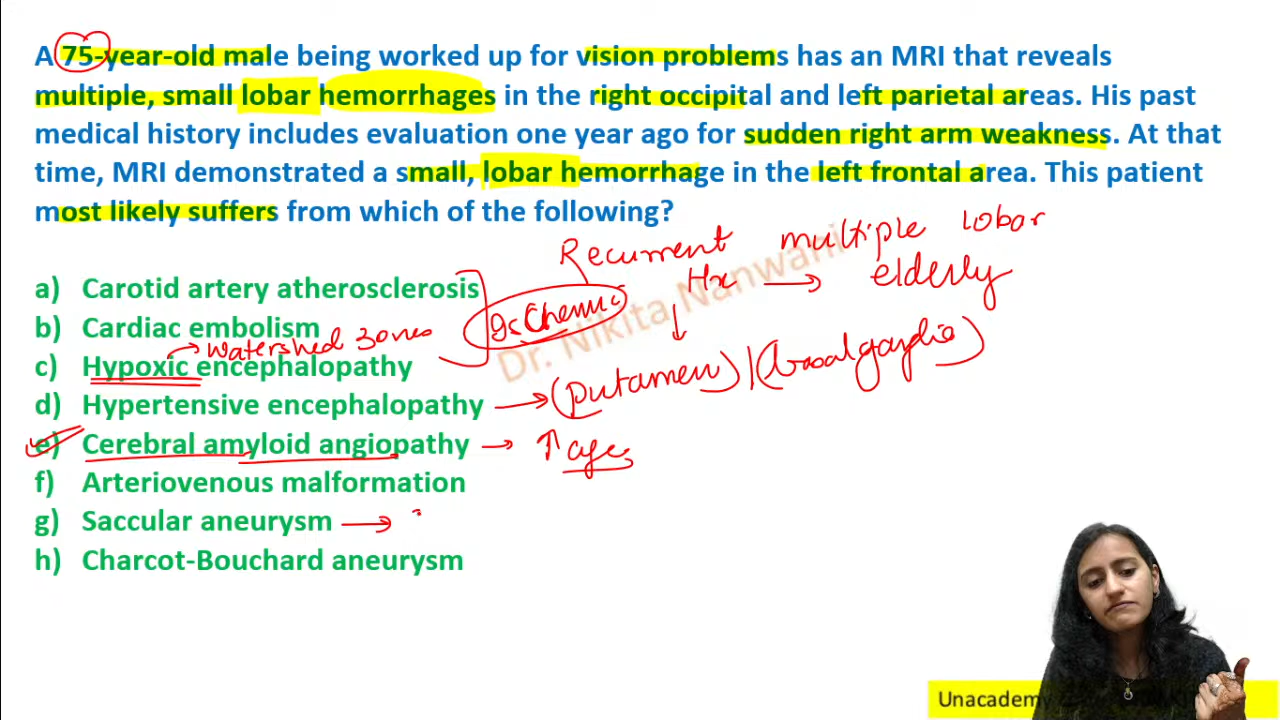 A 75-year-old male being worked up for vision problems has an MRI that reveals
multiple, small lobar hemorrhages in the right occipital and left parietal areas. His past
medical history includes evaluation one year ago for sudden right arm weakness. At that
time, MRI demonstrated a small, lobar hemorrhage in the left frontal area. This patient
most likely suffers from which of the following?
Recurrent multiple lobar
Hx → elderly
a) Carotid artery atherosclerosis
b) Cardiac embolism
Ischemic
watershed zones
c) Hypoxic encephalopathy
d) Hypertensive encephalopathy → (putamen) | (basal ganglia)
e) Cerebral amyloid angiopathy → ↑ age
f) Arteriovenous malformation
g) Saccular aneurysm →
h) Charcot-Bouchard aneurysm
Dr. Nikita Nanwani
Unacademy